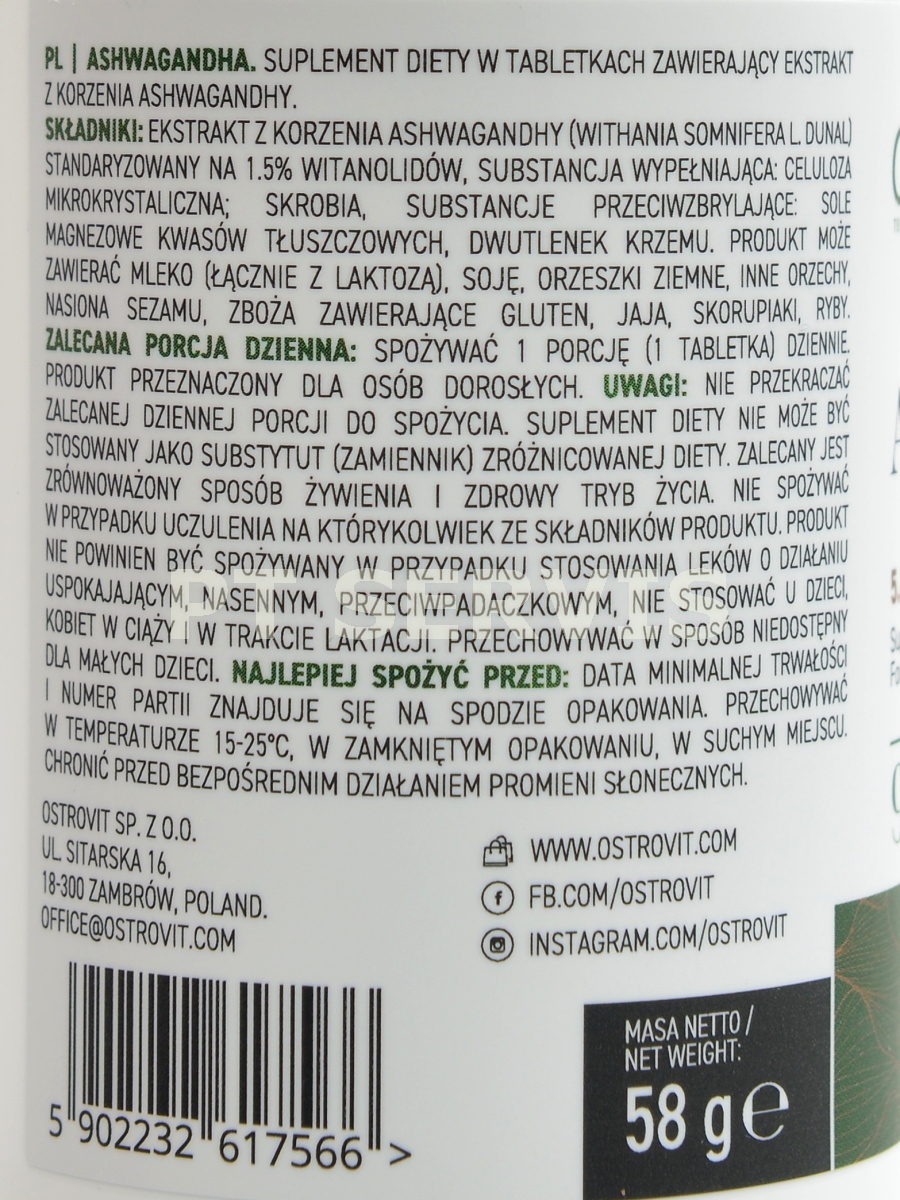 PL | ASHWAGANDHA. SUPLEMENT DIETY W TABLETKACH ZAWIERAJĄCY EKSTRAKT
Z KORZENIA ASHWAGANDHY.
SKŁADNIKI: EKSTRAKT Z KORZENIA ASHWAGANDHY (WITHANIA SOMNIFERA L. DUNAL)
STANDARYZOWANY NA 1.5% WITANOLIDÓW, SUBSTANCJA WYPEŁNIAJĄCA: CELULOZA
MIKROKRYSTALICZNA; SKROBIA, SUBSTANCJE PRZECIWZBRYLAJĄCE: SOLE
MAGNEZOWE KWASÓW TŁUSZCZOWYCH, DWUTLENEK KRZEMU. PRODUKT MOŻE
ZAWIERAĆ MLEKO (ŁĄCZNIE Z LAKTOZĄ), SOJĘ, ORZESZKI ZIEMNE, INNE ORZECHY,
NASIONA SEZAMU, ZBOŻA ZAWIERAJĄCE GLUTEN, JAJA, SKORUPIAKI, RYBY.
ZALECANA PORCJA DZIENNA: SPOŻYWAĆ 1 PORCJĘ (1 TABLETKA) DZIENNIE.
PRODUKT PRZEZNACZONY DLA OSÓB DOROSŁYCH. UWAGI: NIE PRZEKRACZAĆ
ZALECANEJ DZIENNEJ PORCJI DO SPOŻYCIA. SUPLEMENT DIETY NIE MOŻE BYĆ
STOSOWANY JAKO SUBSTYTUT (ZAMIENNIK) ZRÓŻNICOWANEJ DIETY. ZALECANY JEST
ZRÓWNOWAŻONY SPOSÓB ŻYWIENIA I ZDROWY TRYB ŻYCIA. NIE SPOŻYWAĆ
W PRZYPADKU UCZULENIA NA KTÓRYKOLWIEK ZE SKŁADNIKÓW PRODUKTU. PRODUKT
NIE POWINIEN BYĆ SPOŻYWANY W PRZYPADKU STOSOWANIA LEKÓW O DZIAŁANIU
USPOKAJAJĄCYM, NASENNYM, PRZECIWPADACZKOWYM, NIE STOSOWAĆ U DZIECI,
KOBIET W CIĄŻY I W TRAKCIE LAKTACJI. PRZECHOWYWAĆ W SPOSÓB NIEDOSTĘPNY
DLA MAŁYCH DZIECI. NAJLEPIEJ SPOŻYĆ PRZED: DATA MINIMALNEJ TRWAŁOŚCI
I NUMER PARTII ZNAJDUJE SIĘ NA SPODZIE OPAKOWANIA. PRZECHOWYWAĆ
W TEMPERATURZE 15-25°C, W ZAMKNIĘTYM OPAKOWANIU, W SUCHYM MIEJSCU.
CHRONIĆ PRZED BEZPOŚREDNIM DZIAŁANIEM PROMIENI SŁONECZNYCH.
PT SERVIS
OSTROVIT SP. Z O.O.
UL. SITARSKA 16,
18-300 ZAMBRÓW, POLAND.
OFFICE@OSTROVIT.COM
WWW.OSTROVIT.COM
FB.COM/OSTROVIT
INSTAGRAM.COM/OSTROVIT
MASA NETTO /
NET WEIGHT:
58 g e
5 902232 617566 >